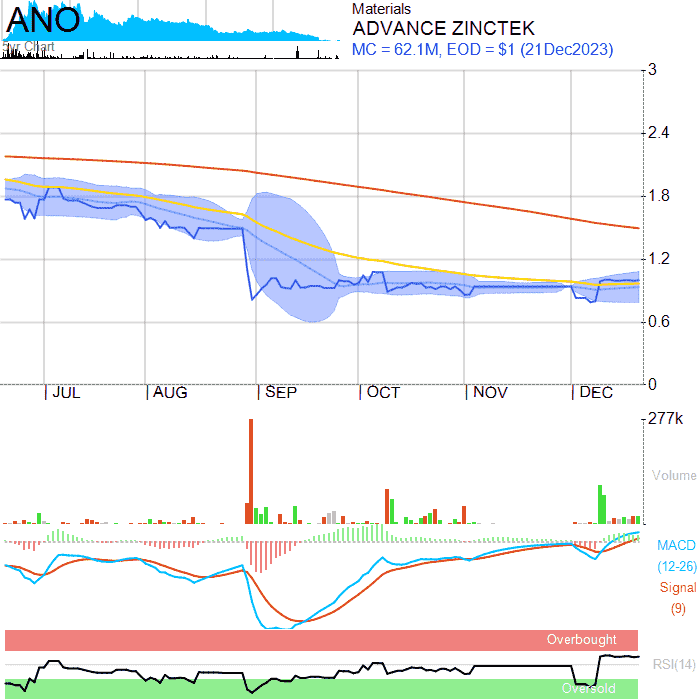 ANO
5yr Chart
Materials
ADVANCE ZINCTEK
MC = 62.1M, EOD = $1 (21Dec2023)
3
2.4
1.8
1.2
0.6
0
JUL AUG SEP OCT NOV DEC
277k
Volume
MACD
(12-26)
Signal
(9)
Overbought
RSI(14)
Oversold